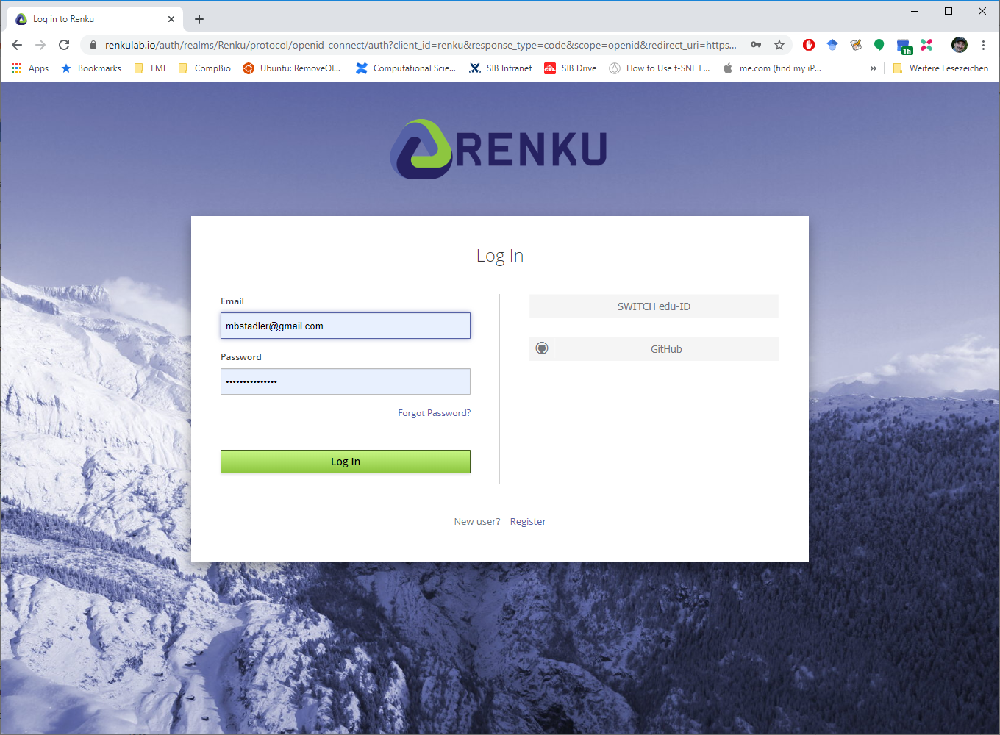 Log in to Renku
renkulab.io/auth/realms/Renku/protocol/openid-connect/auth?client_id=renku&response_type=code&scope=openid&redirect_uri=https...
1h
Apps
Bookmarks
FMI
CompBio
Ubuntu: RemoveOl...
Computational Scie...
SIB Intranet
SIB Drive
How to Use t-SNE E...
me.com (find my iP...
»
Weitere Lesezeichen
RENKU
Log In
Email
mbstadler@gmail.com
Password
•••••••••••••••
Forgot Password?
Log In
SWITCH edu-ID
GitHub
New user? Register